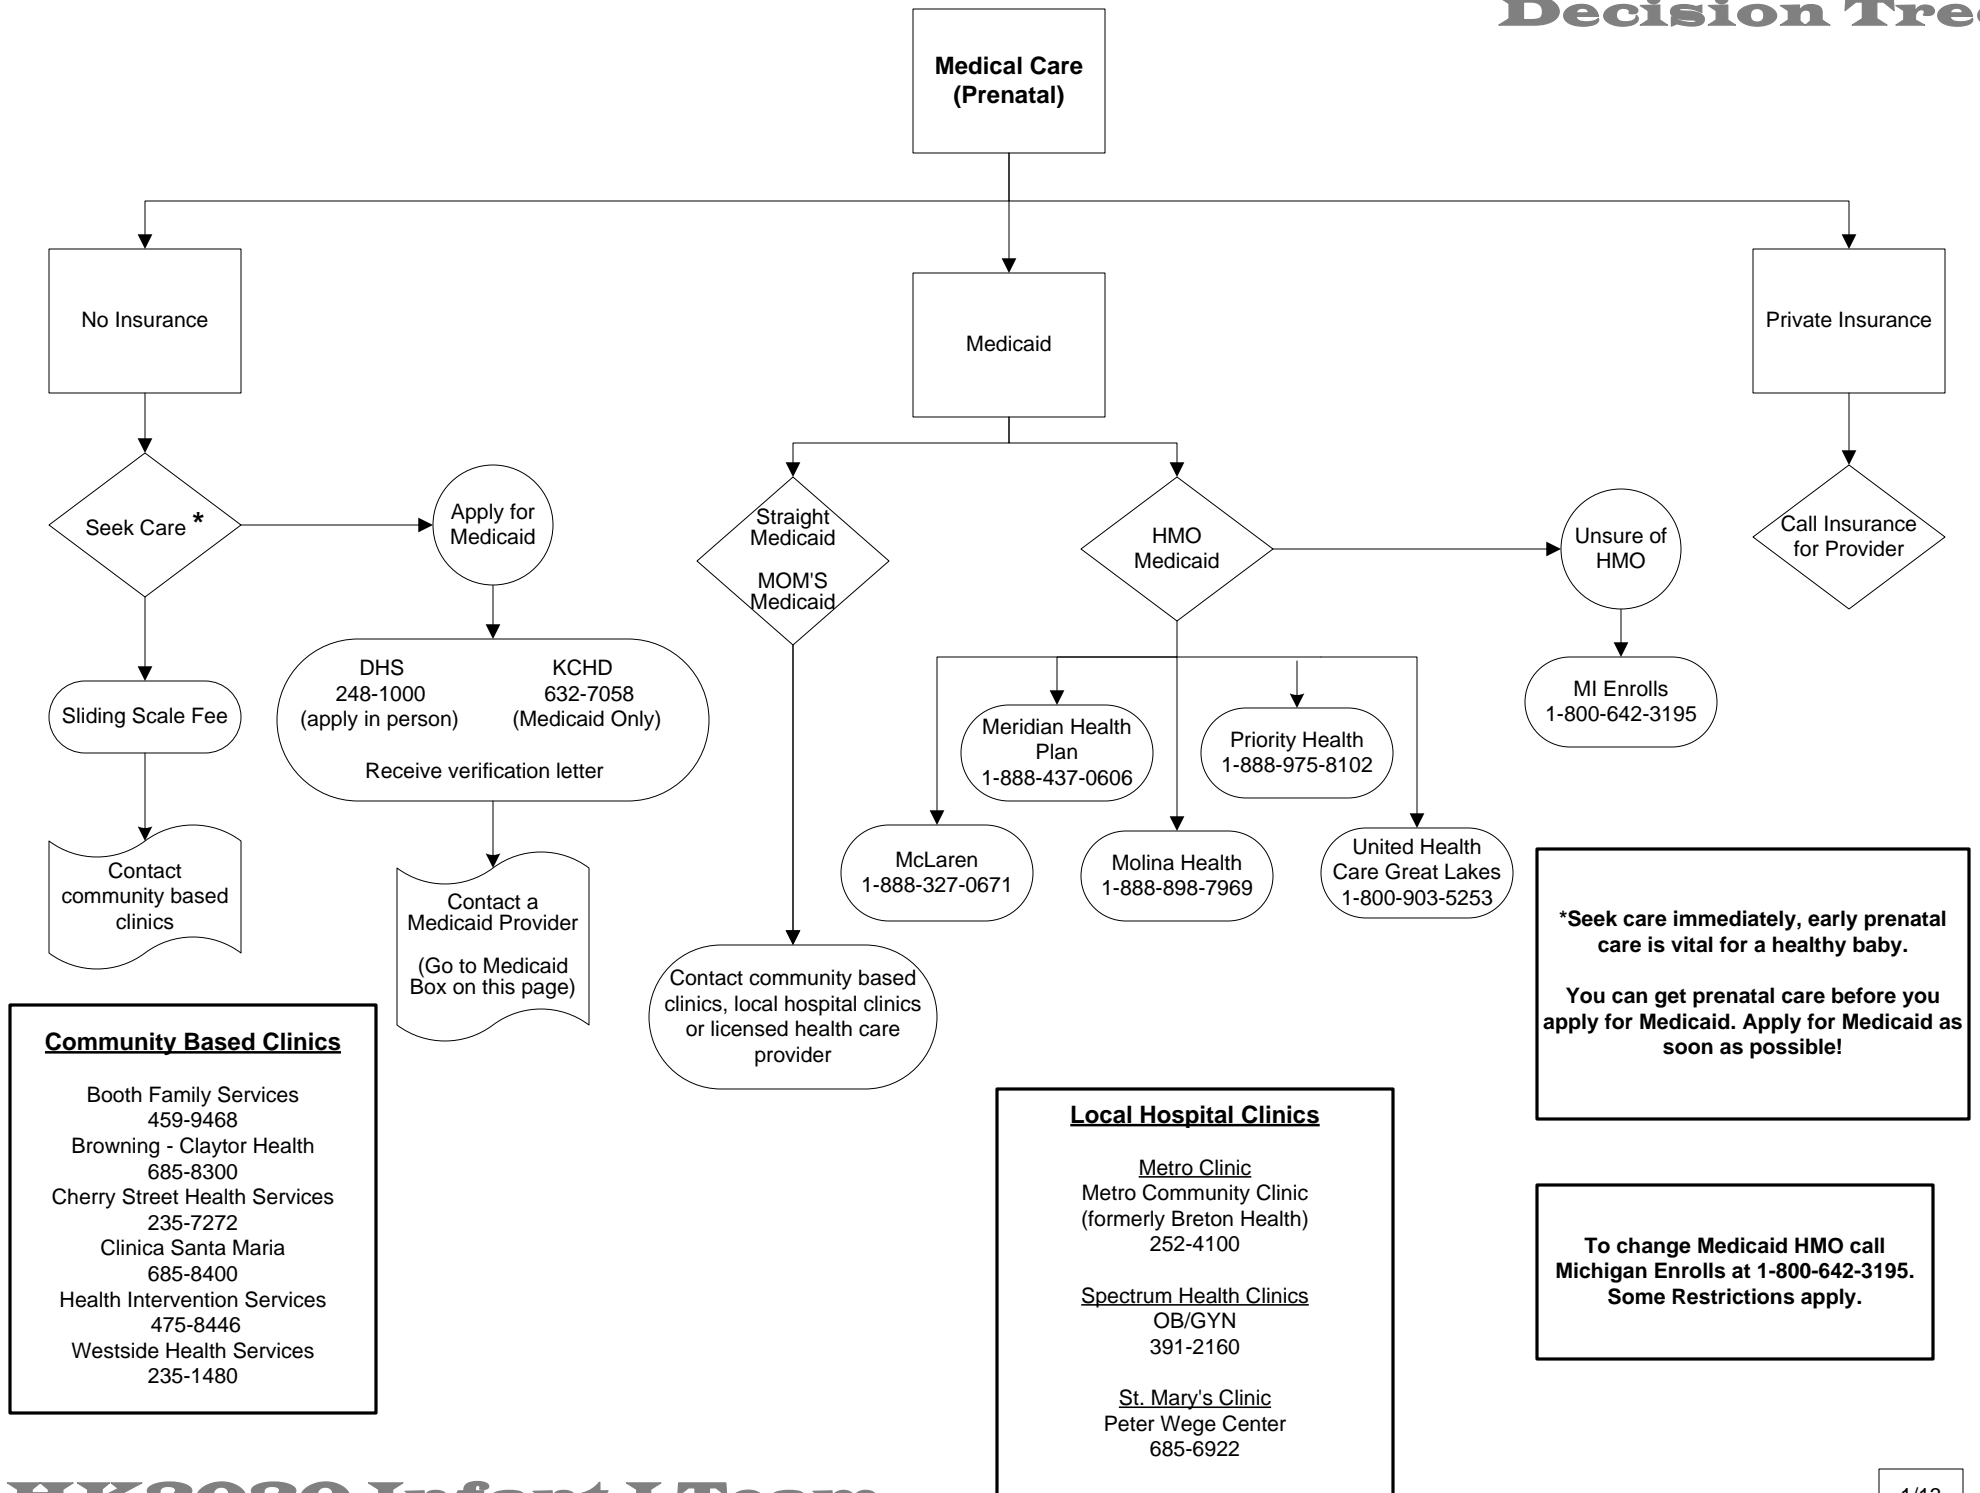 Decision Tree
Medical Care
(Prenatal)
No Insurance
Medicaid
Private Insurance
Seek Care *
Apply for
Medicaid
Straight
Medicaid
MOM'S
Medicaid
HMO
Medicaid
Unsure of
HMO
Call Insurance
for Provider
Sliding Scale Fee
DHS
248-1000
(apply in person)
KCHD
632-7058
(Medicaid Only)
Receive verification letter
MI Enrolls
1-800-642-3195
Meridian Health
Plan
1-888-437-0606
Priority Health
1-888-975-8102
McLaren
1-888-327-0671
Molina Health
1-888-898-7969
United Health
Care Great Lakes
1-800-903-5253
Contact
community based
clinics
Contact a
Medicaid Provider
(Go to Medicaid
Box on this page)
Contact community based
clinics, local hospital clinics
or licensed health care
provider
*Seek care immediately, early prenatal
care is vital for a healthy baby.
You can get prenatal care before you
apply for Medicaid. Apply for Medicaid as
soon as possible!
Community Based Clinics
Booth Family Services
459-9468
Browning - Claytor Health
685-8300
Cherry Street Health Services
235-7272
Clinica Santa Maria
685-8400
Health Intervention Services
475-8446
Westside Health Services
235-1480
Local Hospital Clinics
Metro Clinic
Metro Community Clinic
(formerly Breton Health)
252-4100
Spectrum Health Clinics
OB/GYN
391-2160
St. Mary's Clinic
Peter Wege Center
685-6922
To change Medicaid HMO call
Michigan Enrolls at 1-800-642-3195.
Some Restrictions apply.
HK2020 Infant I Team
1/13